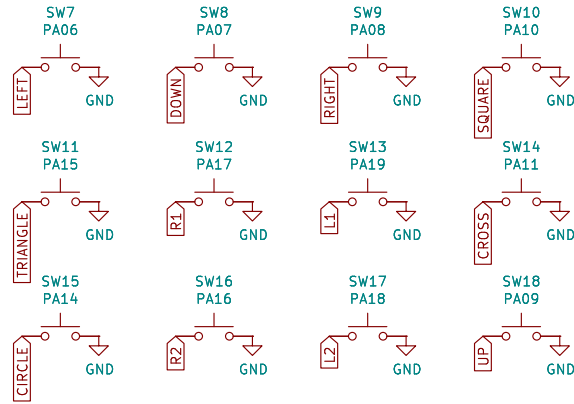 SW7
PA06
LEFT
GND
SW8
PA07
DOWN
GND
SW9
PA08
RIGHT
GND
SW10
PA10
SQUARE
GND
SW11
PA15
TRIANGLE
GND
SW12
PA17
R1
GND
SW13
PA19
L1
GND
SW14
PA11
CROSS
GND
SW15
PA14
CIRCLE
GND
SW16
PA16
R2
GND
SW17
PA18
L2
GND
SW18
PA09
UP
GND